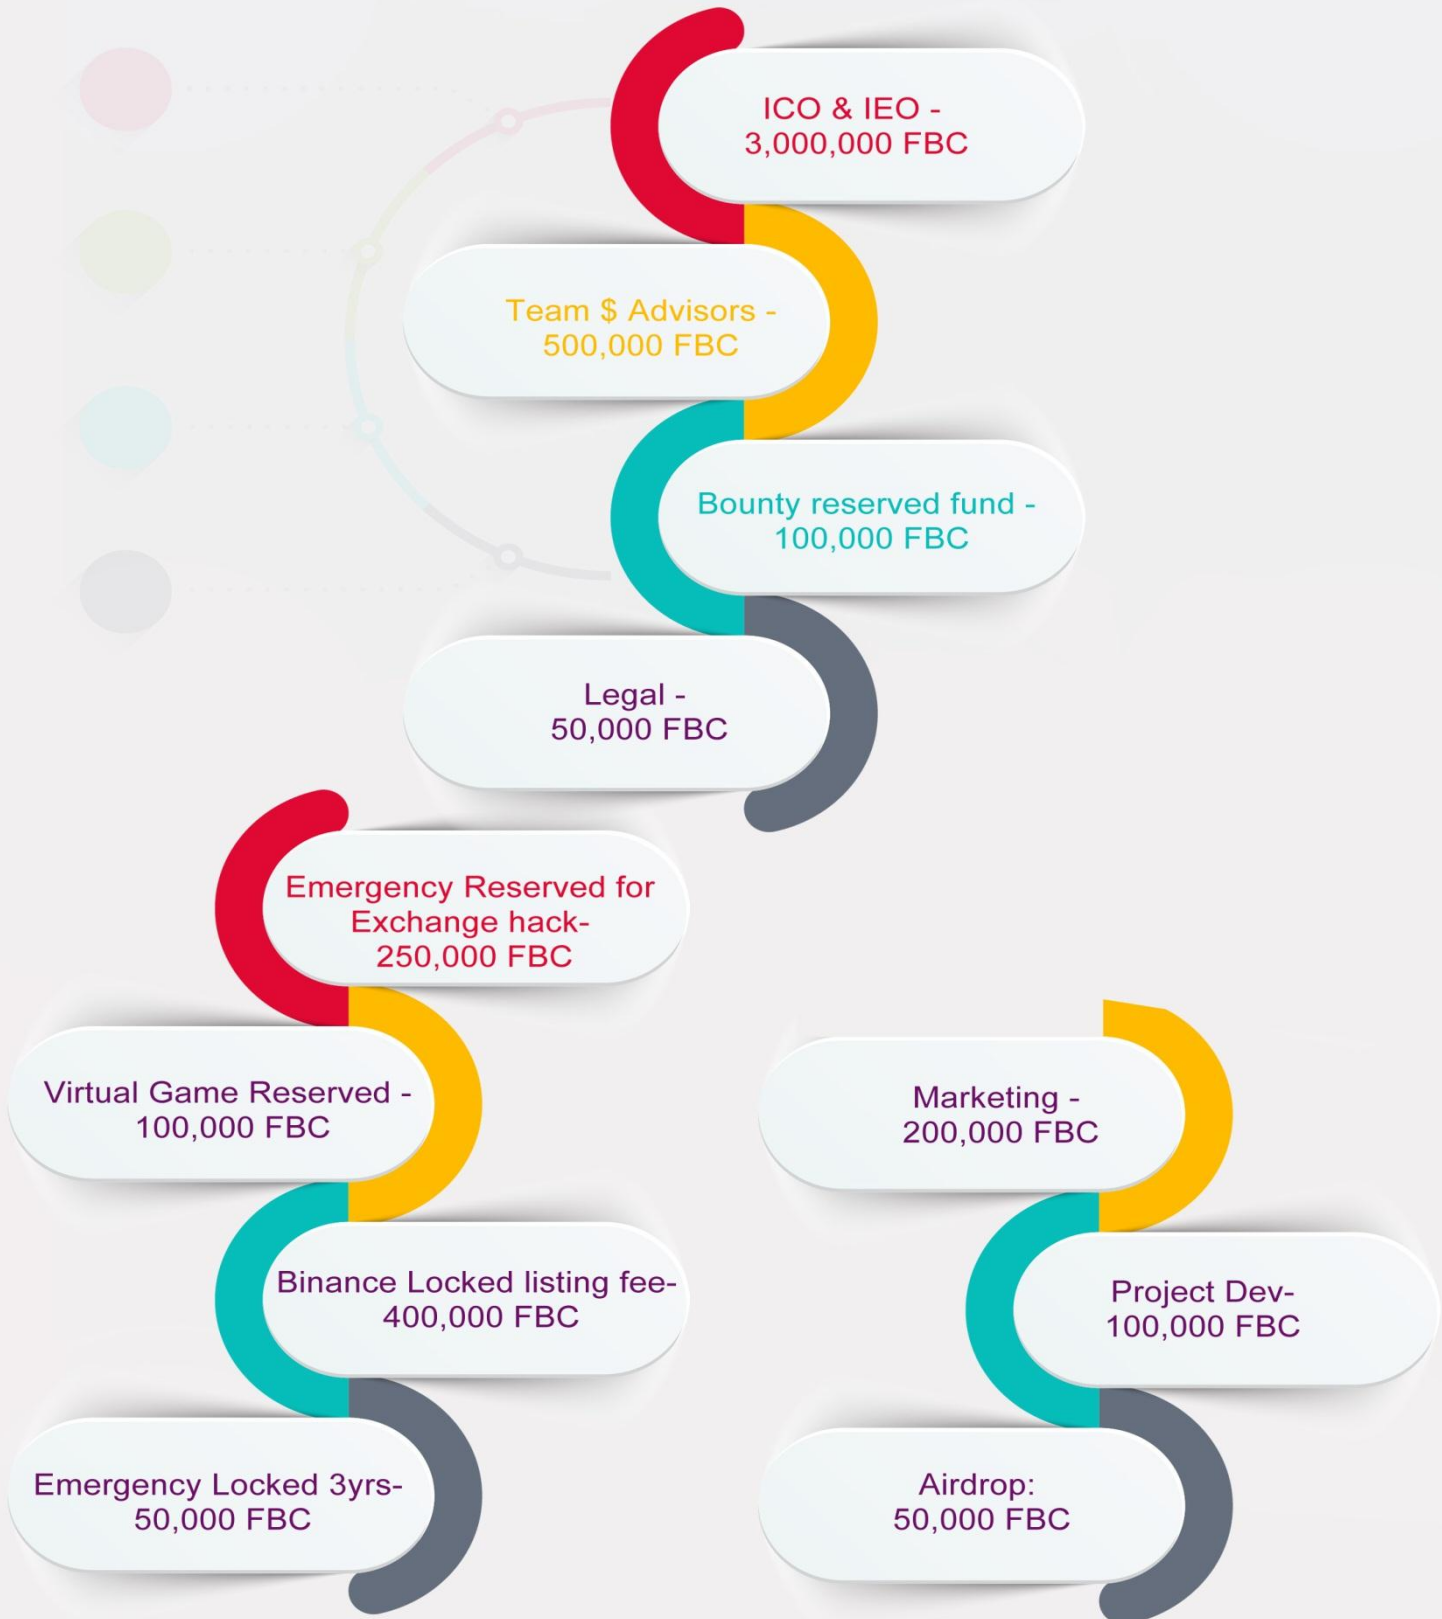 ICO & IEO -
3,000,000 FBC
Team $ Advisors -
500,000 FBC
Bounty reserved fund -
100,000 FBC
Legal -
50,000 FBC
Emergency Reserved for
Exchange hack-
250,000 FBC
Virtual Game Reserved -
100,000 FBC
Binance Locked listing fee-
400,000 FBC
Emergency Locked 3yrs-
50,000 FBC
Marketing -
200,000 FBC
Project Dev-
100,000 FBC
Airdrop:
50,000 FBC